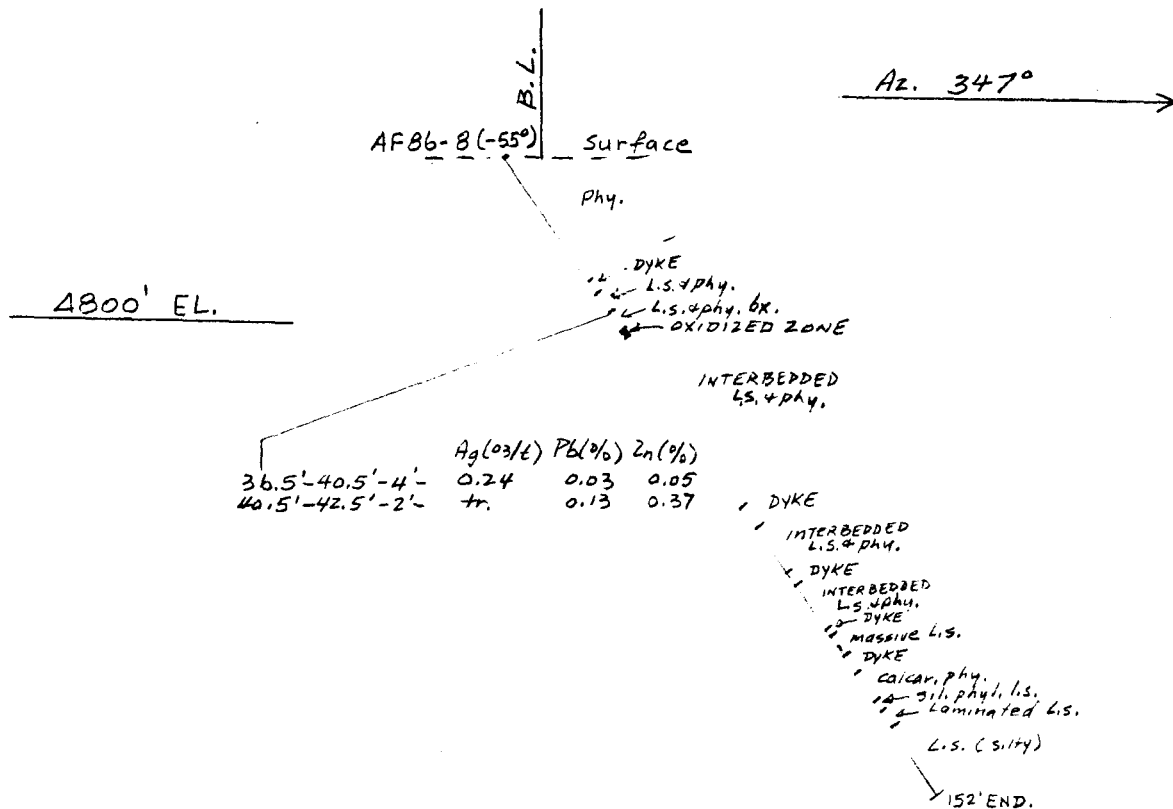 B.L.
Az. 347°
AF86-8 (-55°) Surface
Phy.
DYKE
L.s. & phy.
4800' EL.
L.s. & phy. bx.
OXIDIZED ZONE
INTERBEDDED
L.s. & phy.
Ag (oz/t) Pb(%) Zn(%)
36.5'-40.5'-4'- 0.24 0.03 0.05
40.5'-42.5'-2'- tr. 0.13 0.37
DYKE
INTERBEDDED
L.s. & phy.
DYKE
INTERBEDDED
L.s. & phy.
DYKE
massive L.s.
DYKE
calcar. phy.
sil. phyl. l.s.
Laminated L.s.
L.s. (silty)
152' END.